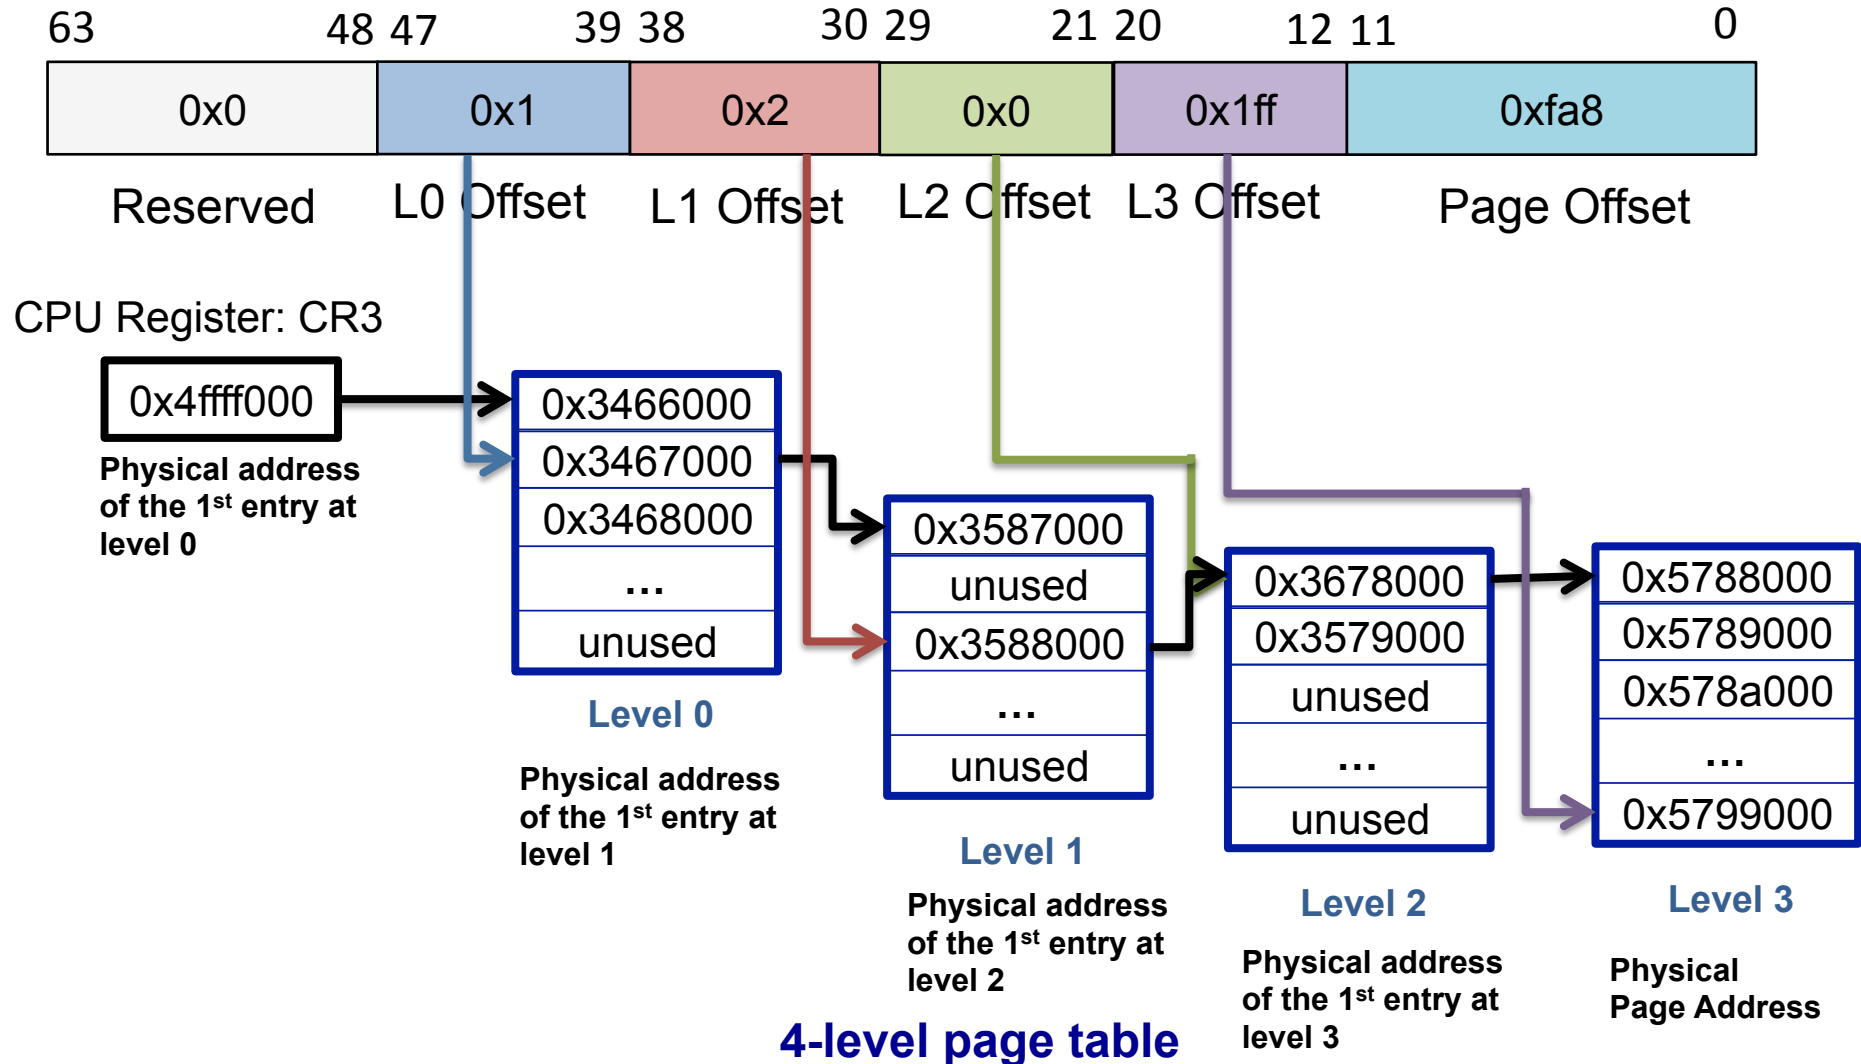 63 48 47 39 38 30 29 21 20 12 11 0
0x0 0x1 0x2 0x0 0x1ff 0xfa8
Reserved L0 Offset L1 Offset L2 Offset L3 Offset Page Offset
CPU Register: CR3
0x4ffff000
Physical address
of the 1st entry at
level 0
0x3466000
0x3467000
0x3468000
...
unused
Level 0
Physical address
of the 1st entry at
level 1
0x3587000
unused
0x3588000
...
unused
Level 1
Physical address
of the 1st entry at
level 2
0x3678000
0x3579000
unused
...
unused
Level 2
Physical address
of the 1st entry at
level 3
0x5788000
0x5789000
0x578a000
...
0x5799000
Level 3
Physical
Page Address
4-level page table